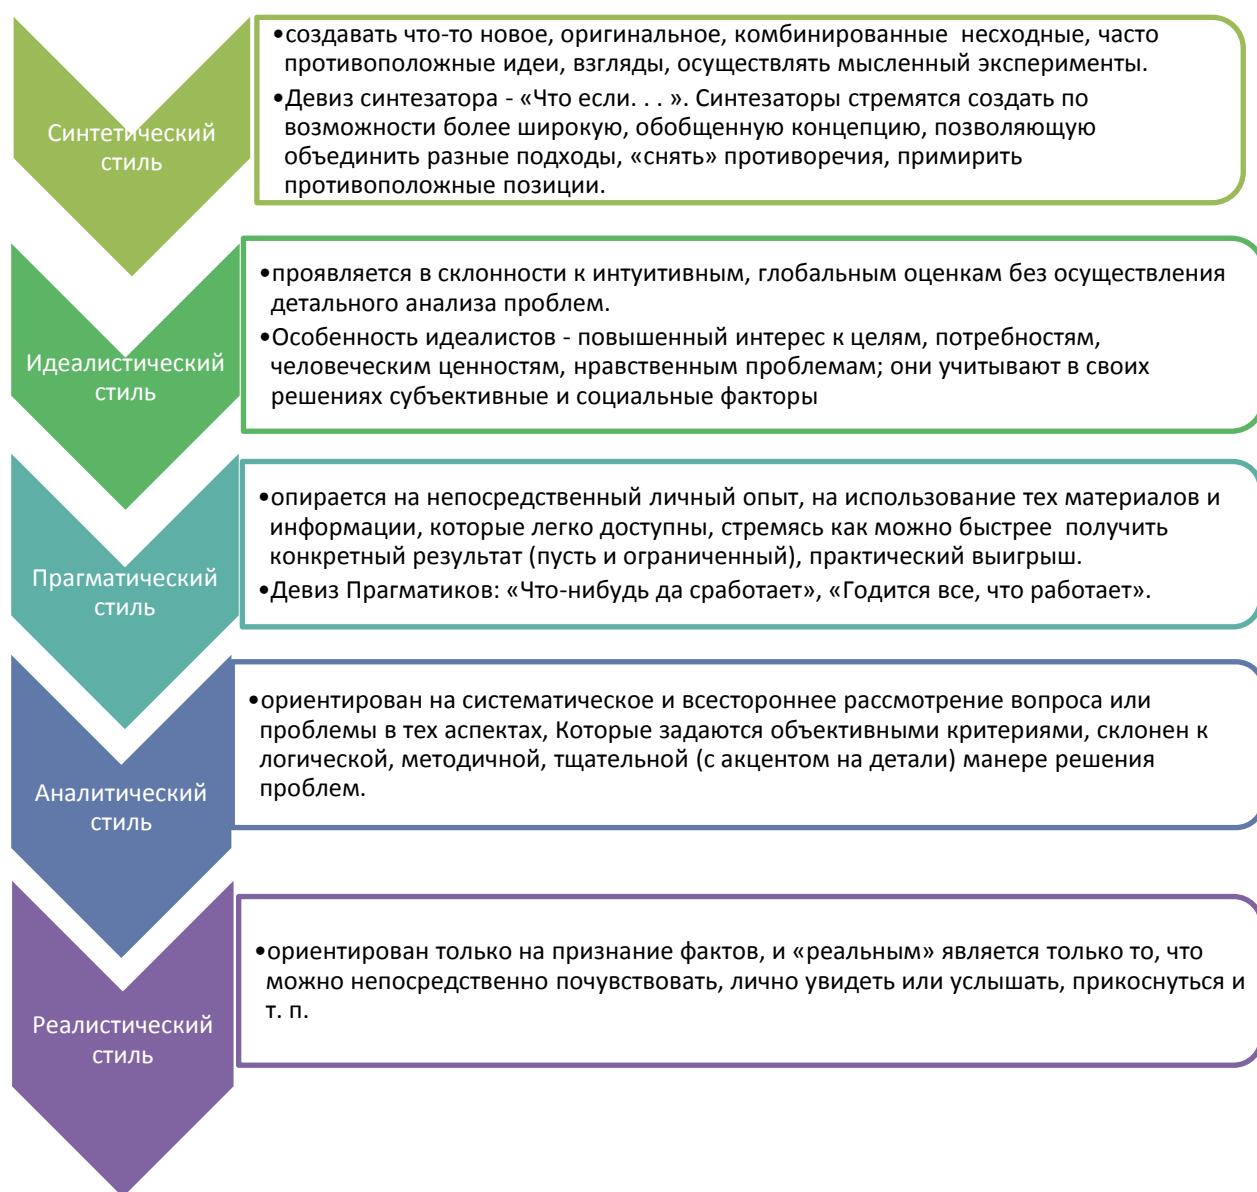 Синтетический
стиль
•создавать что-то новое, оригинальное, комбинированные  несходные, часто
противоположные идеи, взгляды, осуществлять мысленный эксперименты.
•Девиз синтезатора - «Что если. . . ». Синтезаторы стремятся создать по
возможности более широкую, обобщенную концепцию, позволяющую
объединить разные подходы, «снять» противоречия, примирить
противоположные позиции.
Идеалистический
стиль
•проявляется в склонности к интуитивным, глобальным оценкам без осуществления
детального анализа проблем.
•Особенность идеалистов - повышенный интерес к целям, потребностям,
человеческим ценностям, нравственным проблемам; они учитывают в своих
решениях субъективные и социальные факторы
Прагматический
стиль
•опирается на непосредственный личный опыт, на использование тех материалов и
информации, которые легко доступны, стремясь как можно быстрее  получить
конкретный результат (пусть и ограниченный), практический выигрыш.
•Девиз Прагматиков: «Что-нибудь да сработает», «Годится все, что работает».
Аналитический
стиль
•ориентирован на систематическое и всестороннее рассмотрение вопроса или
проблемы в тех аспектах, Которые задаются объективными критериями, склонен к
логической, методичной, тщательной (с акцентом на детали) манере решения
проблем.
Реалистический
стиль
•ориентирован только на признание фактов, и «реальным» является только то, что
можно непосредственно почувствовать, лично увидеть или услышать, прикоснуться и
т. п.